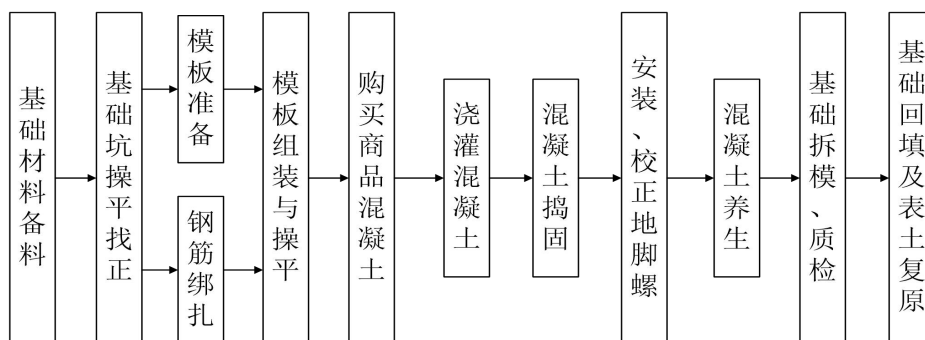 基础材料备料
基础坑操平找正
模板准备
钢筋绑扎
模板组装与操平
购买商品混凝土
浇灌混凝土
混凝土捣固
安装、校正地脚螺
混凝土养生
基础拆模、质检
基础回填及表土复原